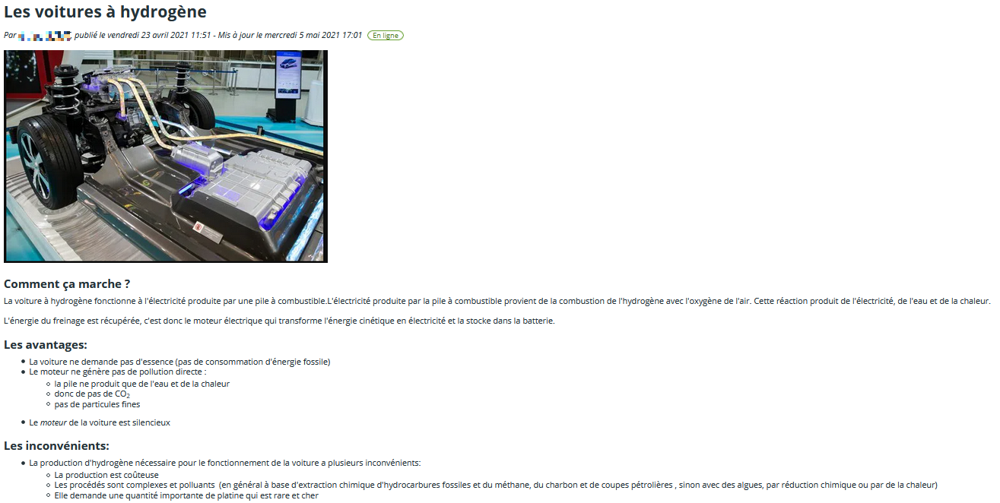 Les voitures à hydrogène
Par publié le vendredi 23 avril 2021 11:51 - Mis à jour le mercredi 5 mai 2021 17:01 En ligne
Comment ça marche ?
La voiture à hydrogène fonctionne à l'électricité produite par une pile à combustible.L'électricité produite par la pile à combustible provient de la combustion de l'hydrogène avec l'oxygène de l'air. Cette réaction produit de l'électricité, de l'eau et de la chaleur.
L'énergie du freinage est récupérée, c'est donc le moteur électrique qui transforme l'énergie cinétique en électricité et la stocke dans la batterie.
Les avantages:
La voiture ne demande pas d'essence (pas de consommation d'énergie fossile)
Le moteur ne génère pas de pollution directe :
la pile ne produit que de l'eau et de la chaleur
donc de pas de CO₂
pas de particules fines
Le moteur de la voiture est silencieux
Les inconvénients:
La production d'hydrogène nécessaire pour le fonctionnement de la voiture a plusieurs inconvénients:
La production est coûteuse
Les procédés sont complexes et polluants (en général à base d'extraction chimique d'hydrocarbures fossiles et du méthane, du charbon et de coupes pétrolières , sinon avec des algues, par réduction chimique ou par de la chaleur)
Elle demande une quantité importante de platine qui est rare et cher